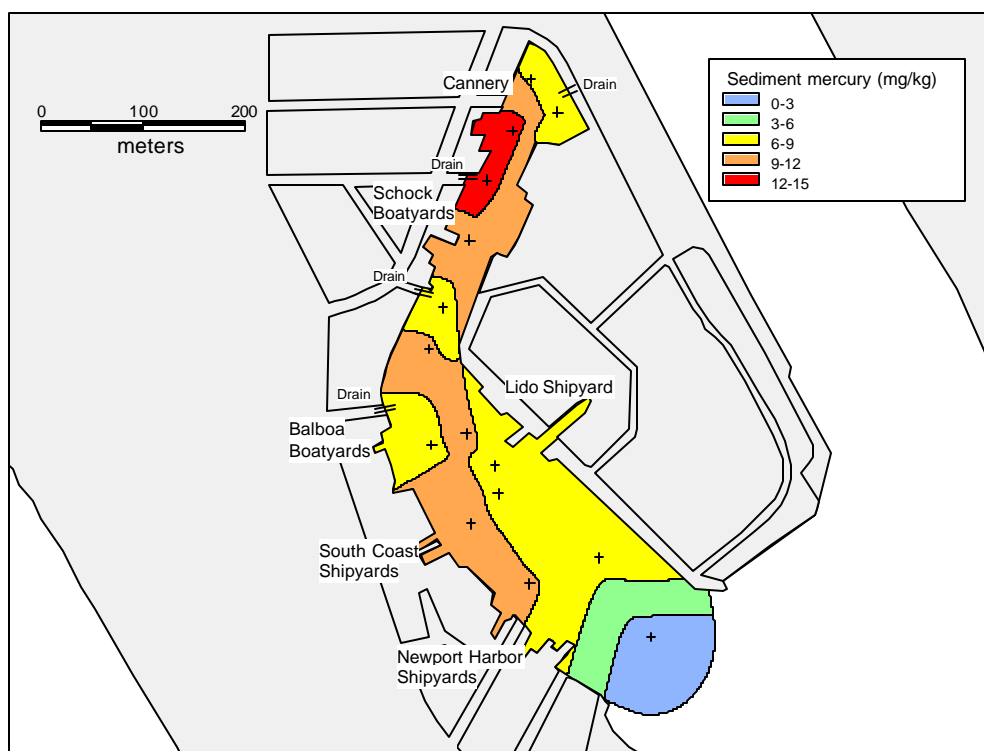 Cannery
Drain
Sediment mercury (mg/kg)
0-3
3-6
6-9
9-12
12-15
0 100 200
meters
Drain
Schock
Boatyards
Drain
Lido Shipyard
Drain
Balboa
Boatyards
South Coast
Shipyards
Newport Harbor
Shipyards